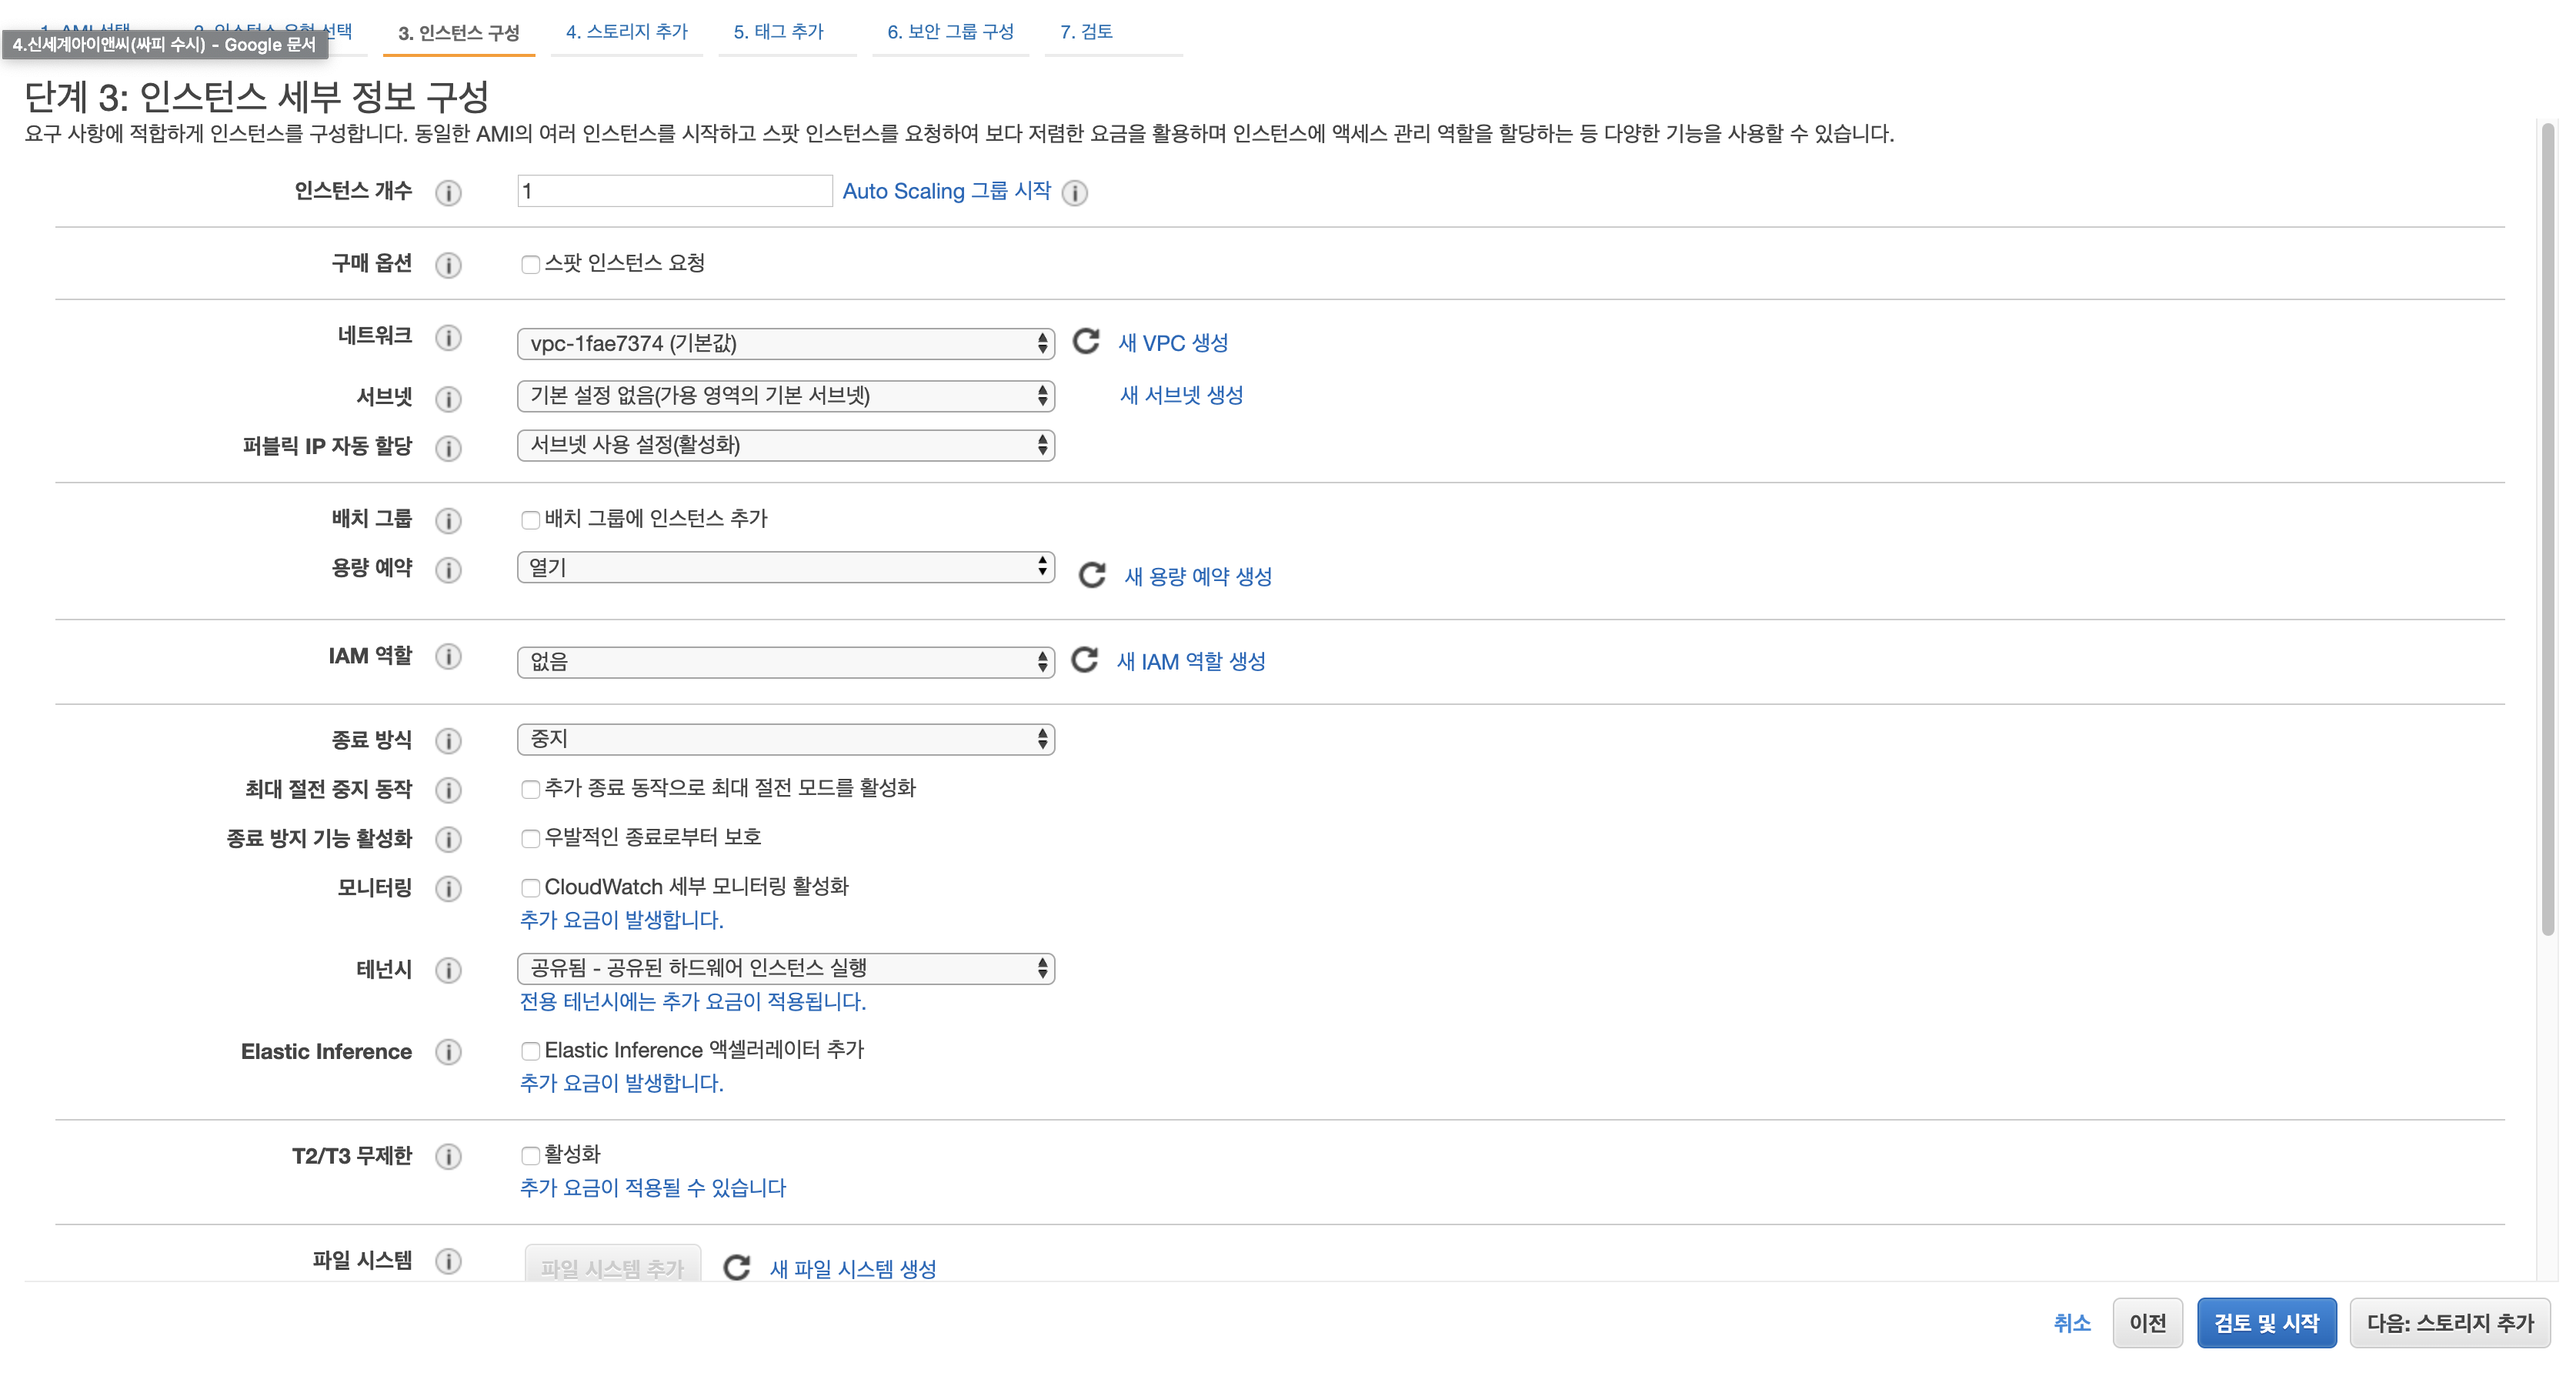 4.신세계아이앤씨(싸피 수시) - Google 문서
선택
3. 인스턴스 구성
4. 스토리지 추가
5. 태그 추가
6. 보안 그룹 구성
7. 검토
단계 3: 인스턴스 세부 정보 구성
요구 사항에 적합하게 인스턴스를 구성합니다. 동일한 AMI의 여러 인스턴스를 시작하고 스팟 인스턴스를 요청하여 보다 저렴한 요금을 활용하며 인스턴스에 액세스 관리 역할을 할당하는 등 다양한 기능을 사용할 수 있습니다.
인스턴스 개수 1 Auto Scaling 그룹 시작
구매 옵션 스팟 인스턴스 요청
네트워크 vpc-1fae7374 (기본값) 새 VPC 생성
서브넷 기본 설정 없음(가용 영역의 기본 서브넷) 새 서브넷 생성
퍼블릭 IP 자동 할당 서브넷 사용 설정(활성화)
배치 그룹 배치 그룹에 인스턴스 추가
용량 예약 열기 새 용량 예약 생성
IAM 역할 없음 새 IAM 역할 생성
종료 방식 중지
최대 절전 중지 동작 추가 종료 동작으로 최대 절전 모드를 활성화
종료 방지 기능 활성화 우발적인 종료로부터 보호
모니터링 CloudWatch 세부 모니터링 활성화
추가 요금이 발생합니다.
테넌시 공유됨 - 공유된 하드웨어 인스턴스 실행
전용 테넌시에는 추가 요금이 적용됩니다.
Elastic Inference Elastic Inference 액셀러레이터 추가
추가 요금이 발생합니다.
T2/T3 무제한 활성화
추가 요금이 적용될 수 있습니다
파일 시스템 파일 시스템 추가 새 파일 시스템 생성
취소 이전 검토 및 시작 다음: 스토리지 추가